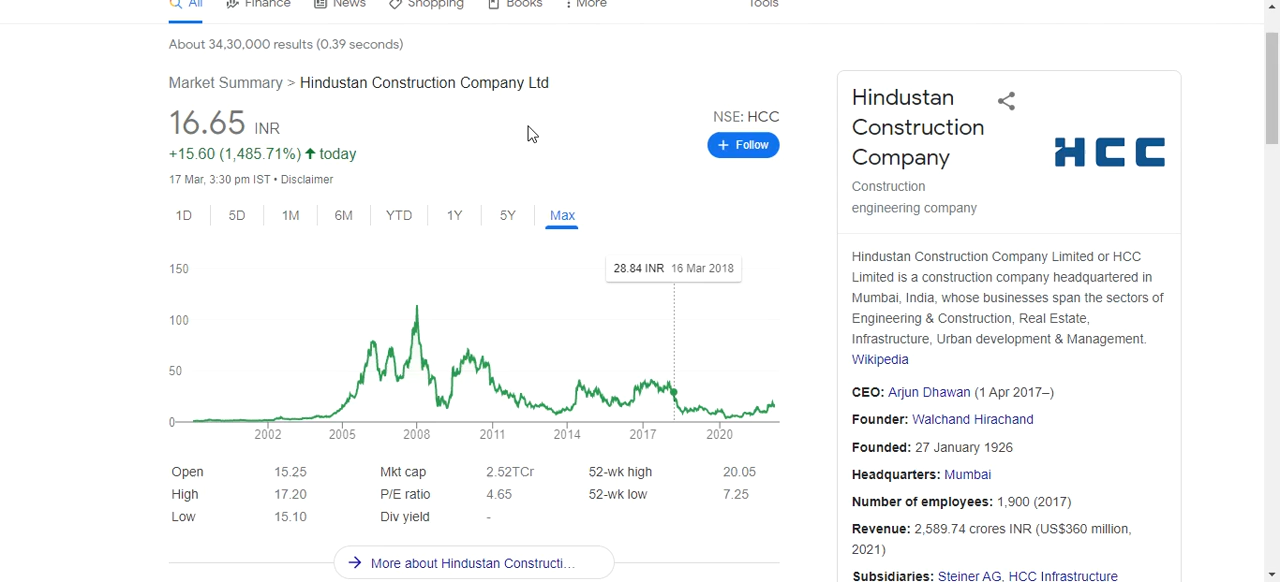 All Finance News Shopping Books More Tools
About 34,30,000 results (0.39 seconds)
Market Summary > Hindustan Construction Company Ltd
16.65 INR
+15.60 (1,485.71%) ↑ today
17 Mar, 3:30 pm IST • Disclaimer
NSE: HCC
+ Follow
1D 5D 1M 6M YTD 1Y 5Y Max
28.84 INR 16 Mar 2018
150
100
50
0
2002 2005 2008 2011 2014 2017 2020
Open 15.25 Mkt cap 2.52TCr 52-wk high 20.05
High 17.20 P/E ratio 4.65 52-wk low 7.25
Low 15.10 Div yield -
→ More about Hindustan Constructi...
Hindustan
Construction
Company
HCC
Construction
engineering company
Hindustan Construction Company Limited or HCC
Limited is a construction company headquartered in
Mumbai, India, whose businesses span the sectors of
Engineering & Construction, Real Estate,
Infrastructure, Urban development & Management.
Wikipedia
CEO: Arjun Dhawan (1 Apr 2017–)
Founder: Walchand Hirachand
Founded: 27 January 1926
Headquarters: Mumbai
Number of employees: 1,900 (2017)
Revenue: 2,589.74 crores INR (US$360 million,
2021)
Subsidiaries: Steiner AG, HCC Infrastructure